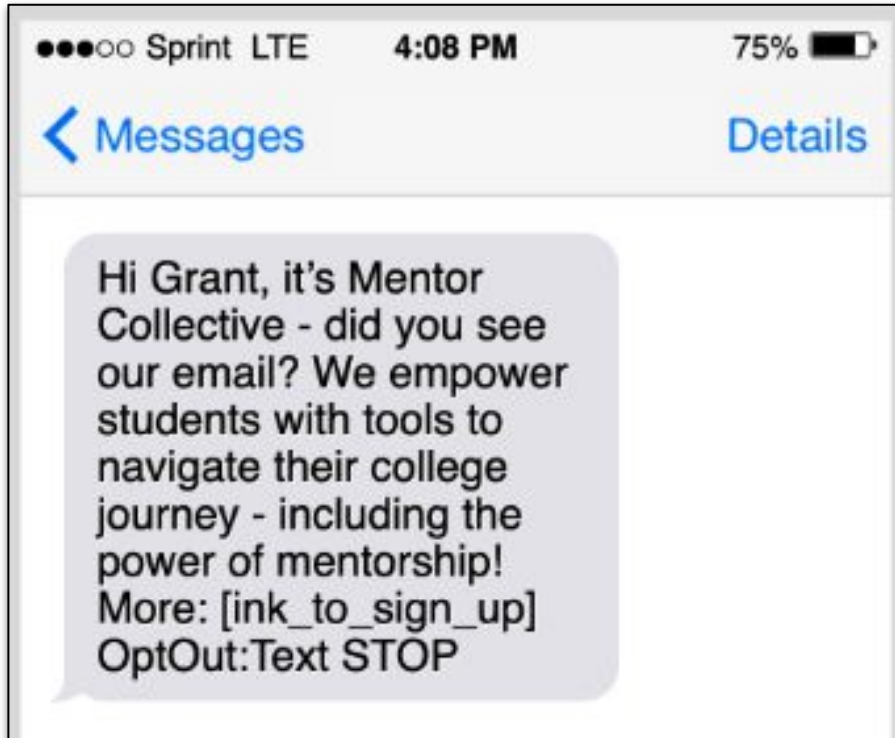 Sprint LTE 4:08 PM 75%
Messages Details
Hi Grant, it’s Mentor
Collective - did you see
our email? We empower
students with tools to
navigate their college
journey - including the
power of mentorship!
More: [ink_to_sign_up]
OptOut:Text STOP